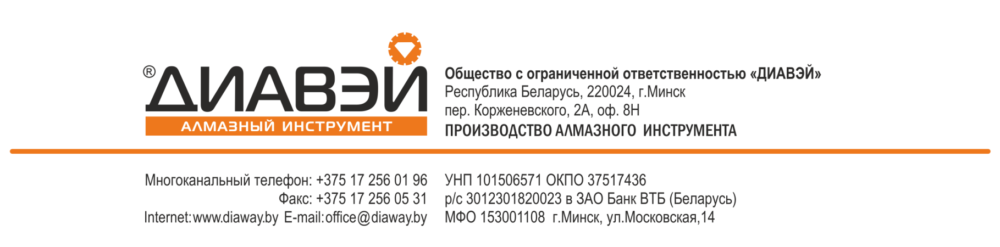 ®ДИАВЭЙ
АЛМАЗНЫЙ ИНСТРУМЕНТ
Общество с ограниченной ответственностью «ДИАВЭЙ»
Республика Беларусь, 220024, г.Минск
пер. Корженевского, 2А, оф. 8Н
ПРОИЗВОДСТВО АЛМАЗНОГО ИНСТРУМЕНТА
Многоканальный телефон: +375 17 256 01 96
Факс: +375 17 256 05 31
Internet:www.diaway.by E-mail:office@diaway.by
УНП 101506571 ОКПО 37517436
р/с 3012301820023 в ЗАО Банк ВТБ (Беларусь)
МФО 153001108 г.Минск, ул.Московская,14